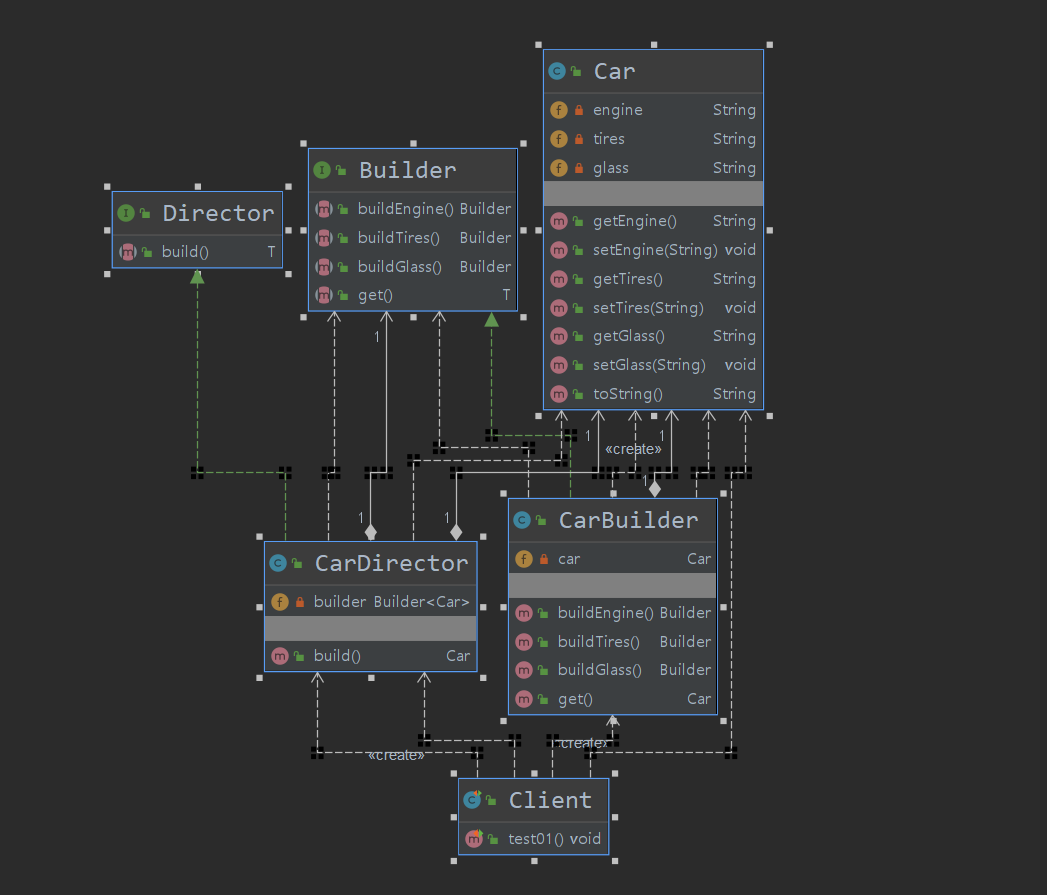 Car
engine String
tires String
glass String
getEngine() String
setEngine(String) void
getTires() String
setTires(String) void
getGlass() String
setGlass(String) void
toString() String
Builder
buildEngine() Builder
buildTires() Builder
buildGlass() Builder
get() T
Director
build() T
1
1
1
«create»
1
1
1
CarBuilder
car Car
buildEngine() Builder
buildTires() Builder
buildGlass() Builder
get() Car
CarDirector
builder Builder<Car>
build() Car
«create»
«create»
Client
test01() void